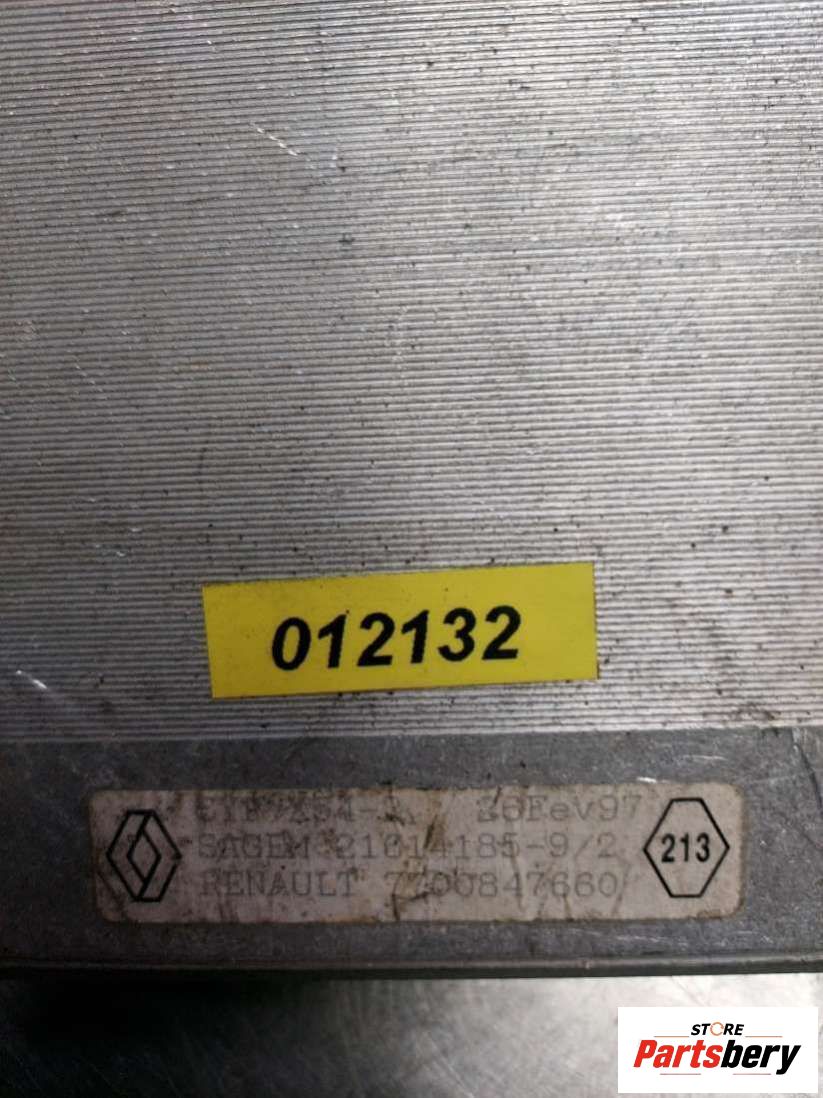 012132
26Fev97
SAGEM 21014185-9/2
RENAULT 7700847660
213
STORE
Partsbery